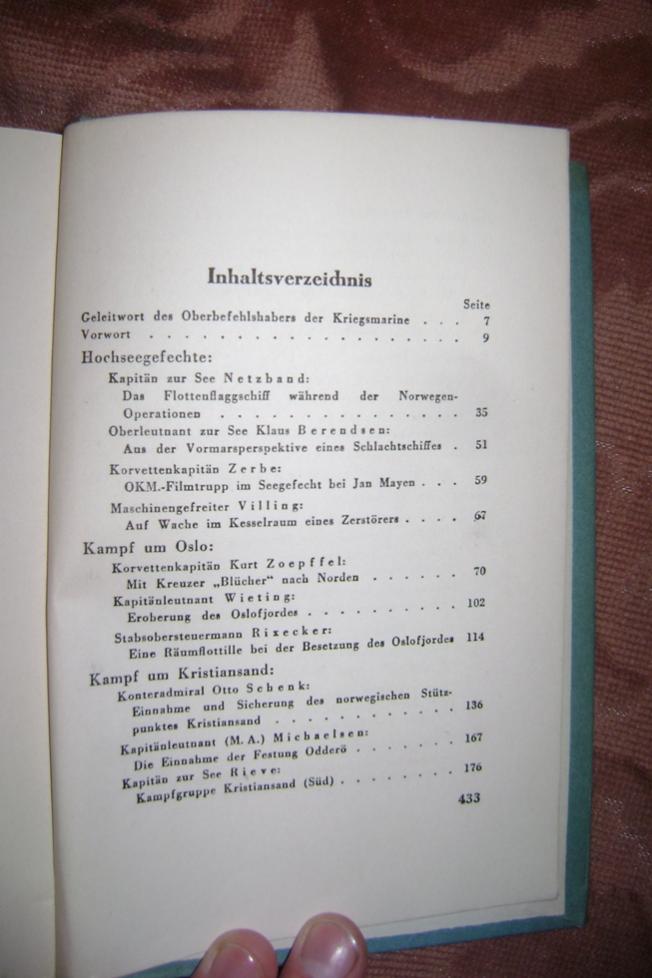 Inhaltsverzeichnis
Seite
Geleitwort des Oberbefehlshabers der Kriegsmarine . . . 7
Vorwort . . . . . . . . . . . . . . . . . . . 9
Hochseegefechte:
Kapitän zur See Netzband:
Das Flottenflaggschiff während der Norwegen-
Operationen . . . . . . . . . . . . . . . 35
Oberleutnant zur See Klaus Berendsen:
Aus der Vormarsperspektive eines Schlachtschiffes . 51
Korvettenkapitän Zerbe:
OKM.-Filmtrupp im Seegefecht bei Jan Mayen . . . 59
Maschinengefreiter Villing:
Auf Wache im Kesselraum eines Zerstörers . . . . 67
Kampf um Oslo:
Korvettenkapitän Kurt Zoepffel:
Mit Kreuzer „Blücher“ nach Norden . . . . . . 70
Kapitänleutnant Wieting:
Eroberung des Oslofjordes . . . . . . . . . . 102
Stabsobersteuermann Rixecker:
Eine Räumflottille bei der Besetzung des Oslofjordes 114
Kampf um Kristiansand:
Konteradmiral Otto Schenk:
Einnahme und Sicherung des norwegischen Stütz-
punktes Kristiansand . . . . . . . . . . . . 136
Kapitänleutnant (M. A.) Michaelsen:
Die Einnahme der Festung Odderö . . . . . . . 167
Kapitän zur See Rieve:
Kampfgruppe Kristiansand (Süd) . . . . . . . . 176
433